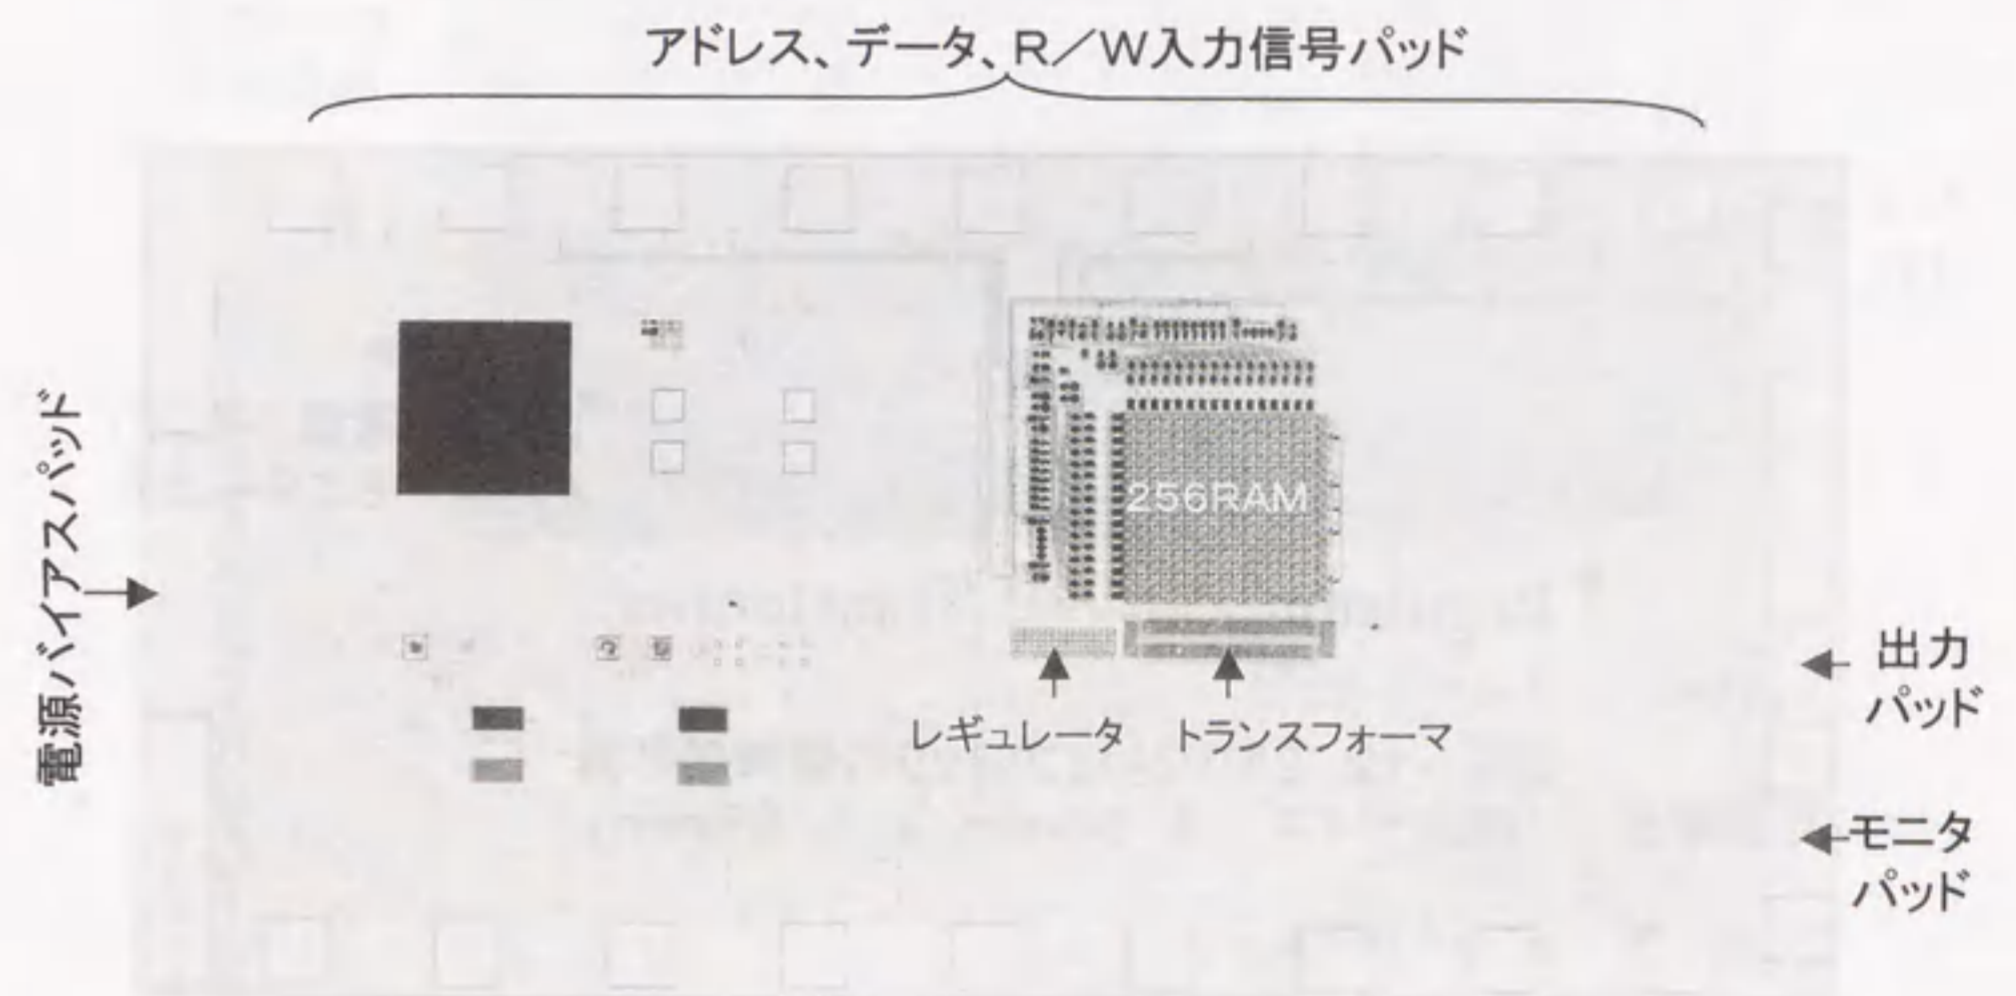 アドレス、データ、R／W入力信号パッド
電源バイアスパッド
256RAM
レギュレータ
トランスフォーマ
出力
パッド
モニタ
パッド